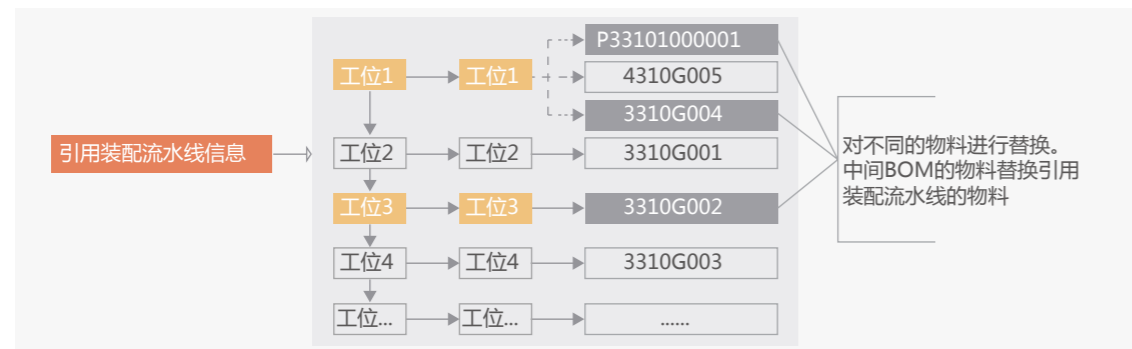 P33101000001
工位1
工位1
4310G005
3310G004
引用装配流水线信息
工位2
工位2
3310G001
对不同的物料进行替换。
中间BOM的物料替换引用
装配流水线的物料
工位3
工位3
3310G002
工位4
工位4
3310G003
工位...
工位...
......